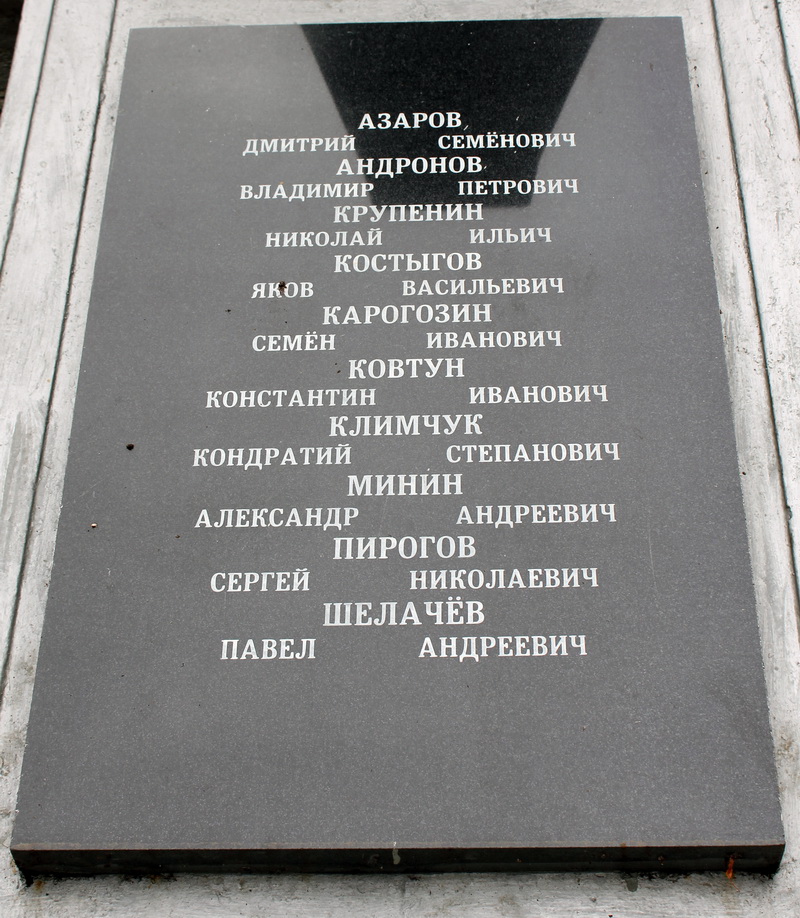 АЗАРОВ
ДМИТРИЙ СЕМЁНОВИЧ
АНДРОНОВ
ВЛАДИМИР ПЕТРОВИЧ
КРУПЕНИН
НИКОЛАЙ ИЛЬИЧ
КОСТЫГОВ
ЯКОВ ВАСИЛЬЕВИЧ
КАРОГОЗИН
СЕМЁН ИВАНОВИЧ
КОВТУН
КОНСТАНТИН ИВАНОВИЧ
КЛИМЧУК
КОНДРАТИЙ СТЕПАНОВИЧ
МИНИН
АЛЕКСАНДР АНДРЕЕВИЧ
ПИРОГОВ
СЕРГЕЙ НИКОЛАЕВИЧ
ШЕЛАЧЁВ
ПАВЕЛ АНДРЕЕВИЧ